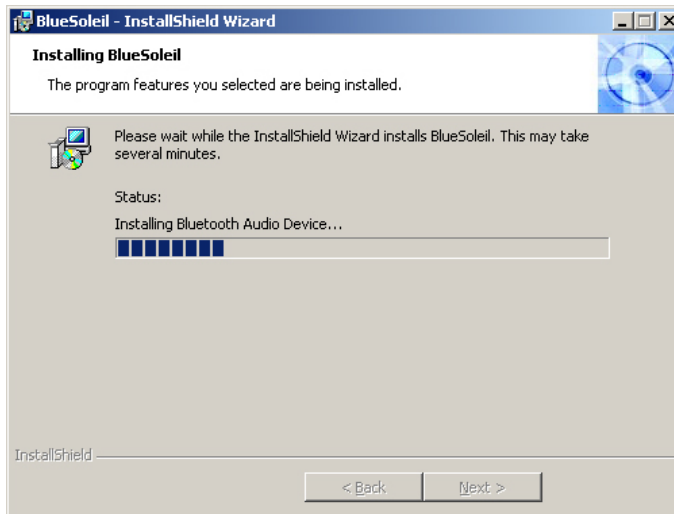 BlueSoleil - InstallShield Wizard
Installing BlueSoleil
The program features you selected are being installed.
Please wait while the InstallShield Wizard installs BlueSoleil. This may take
several minutes.
Status:
Installing Bluetooth Audio Device...
InstallShield
< Back
Next >